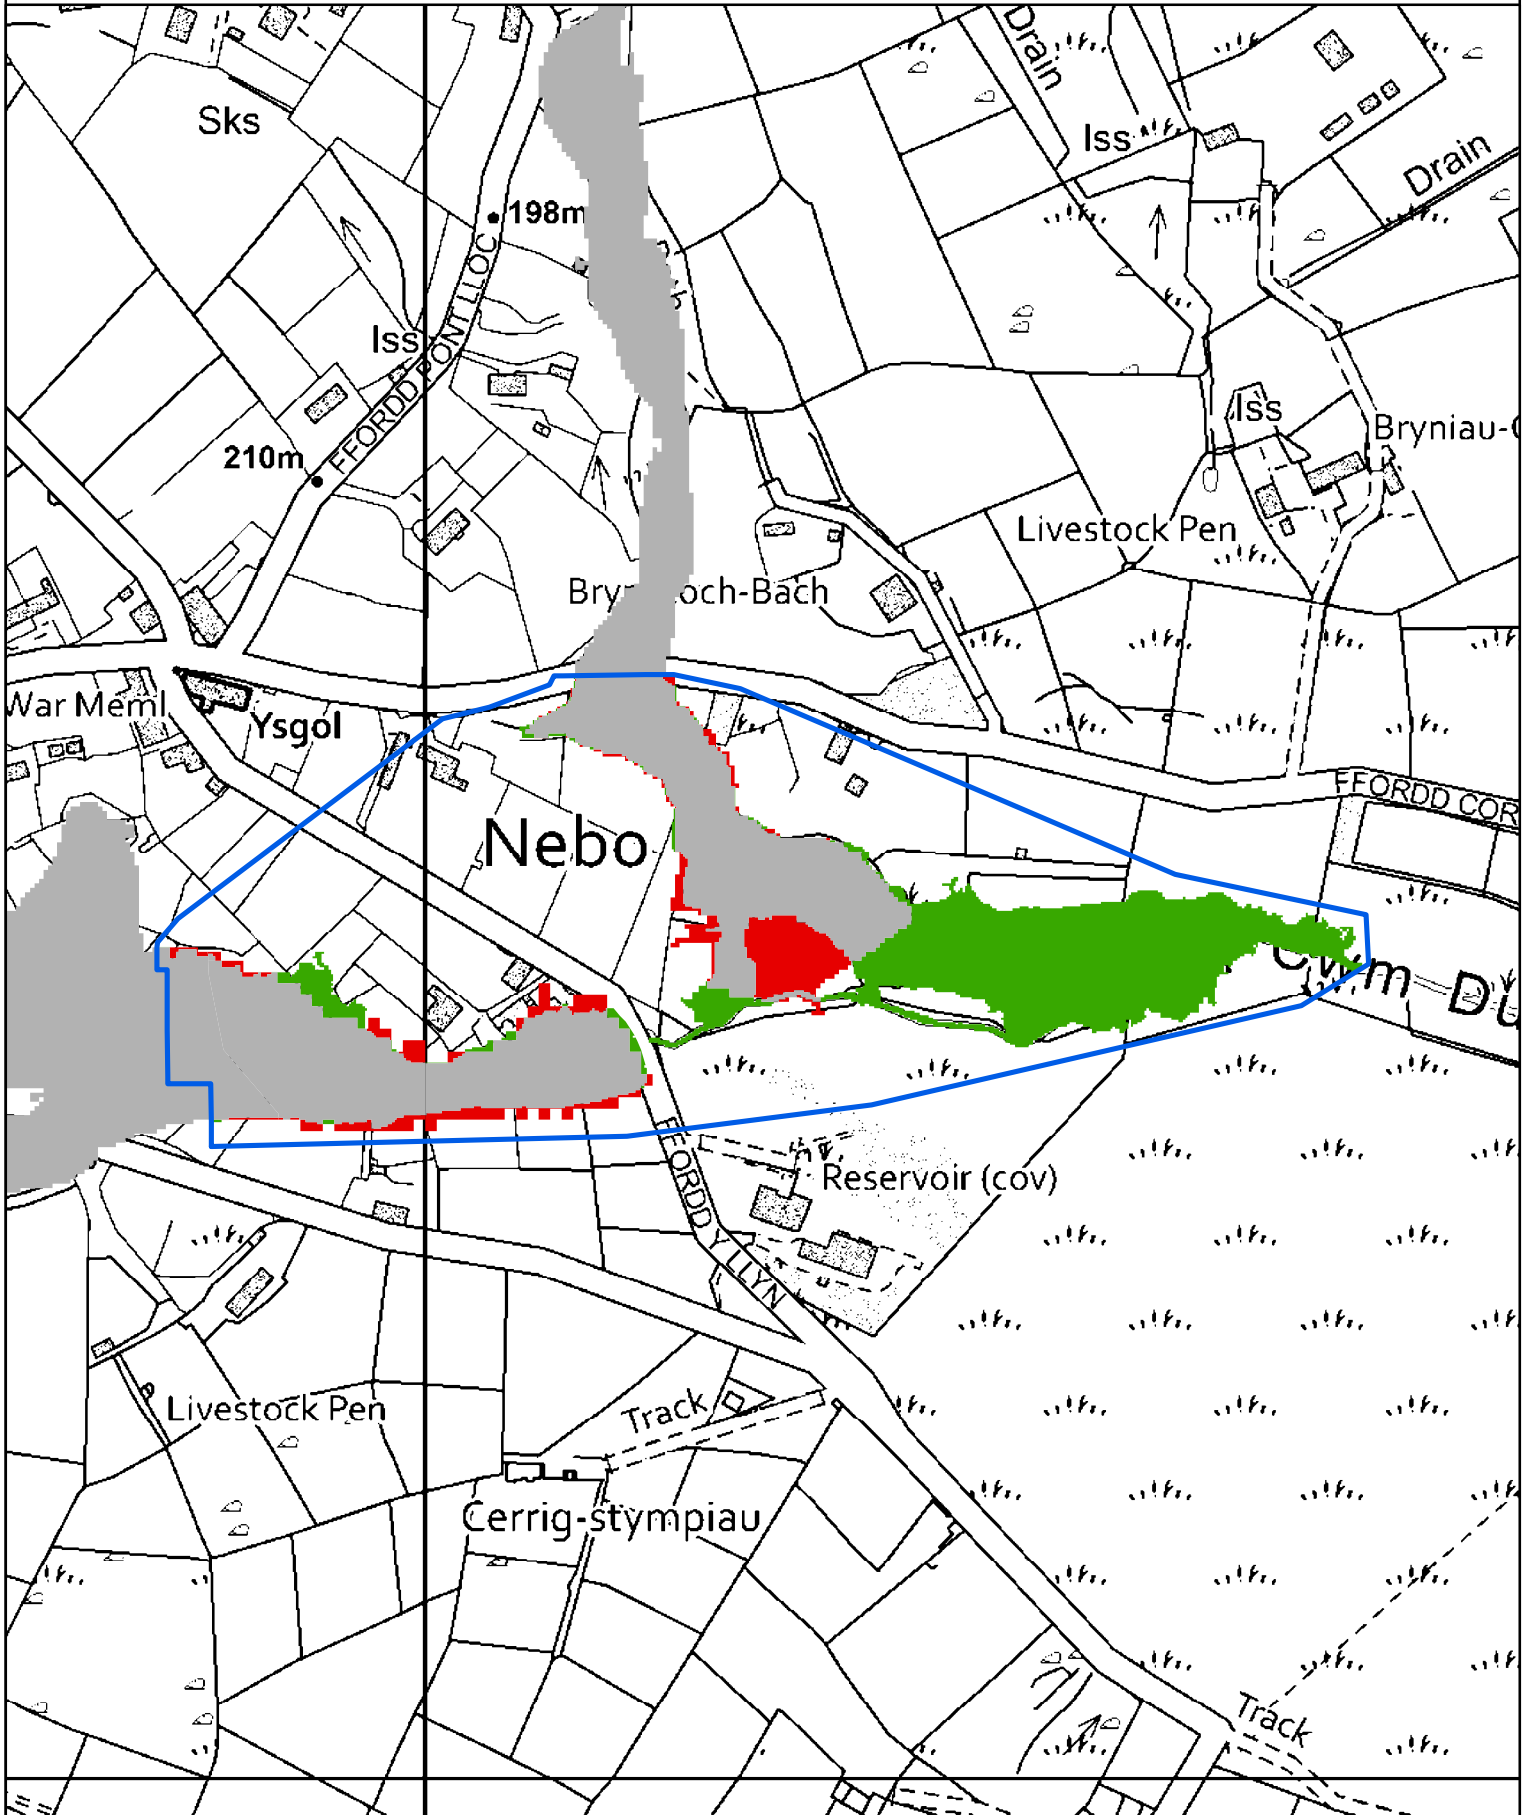 Drain
Sks
Iss
Drain
198m
FFORDD PONT LLOC
Iss
Iss
Bryniau-
210m
Livestock Pen
och-Bach
War Meml
Ysgol
FFORDD COR
Nebo
Cwm Du
FFORDD Y LLYN
Reservoir (cov)
Livestock Pen
Track
Cerrig-stympiau
Track